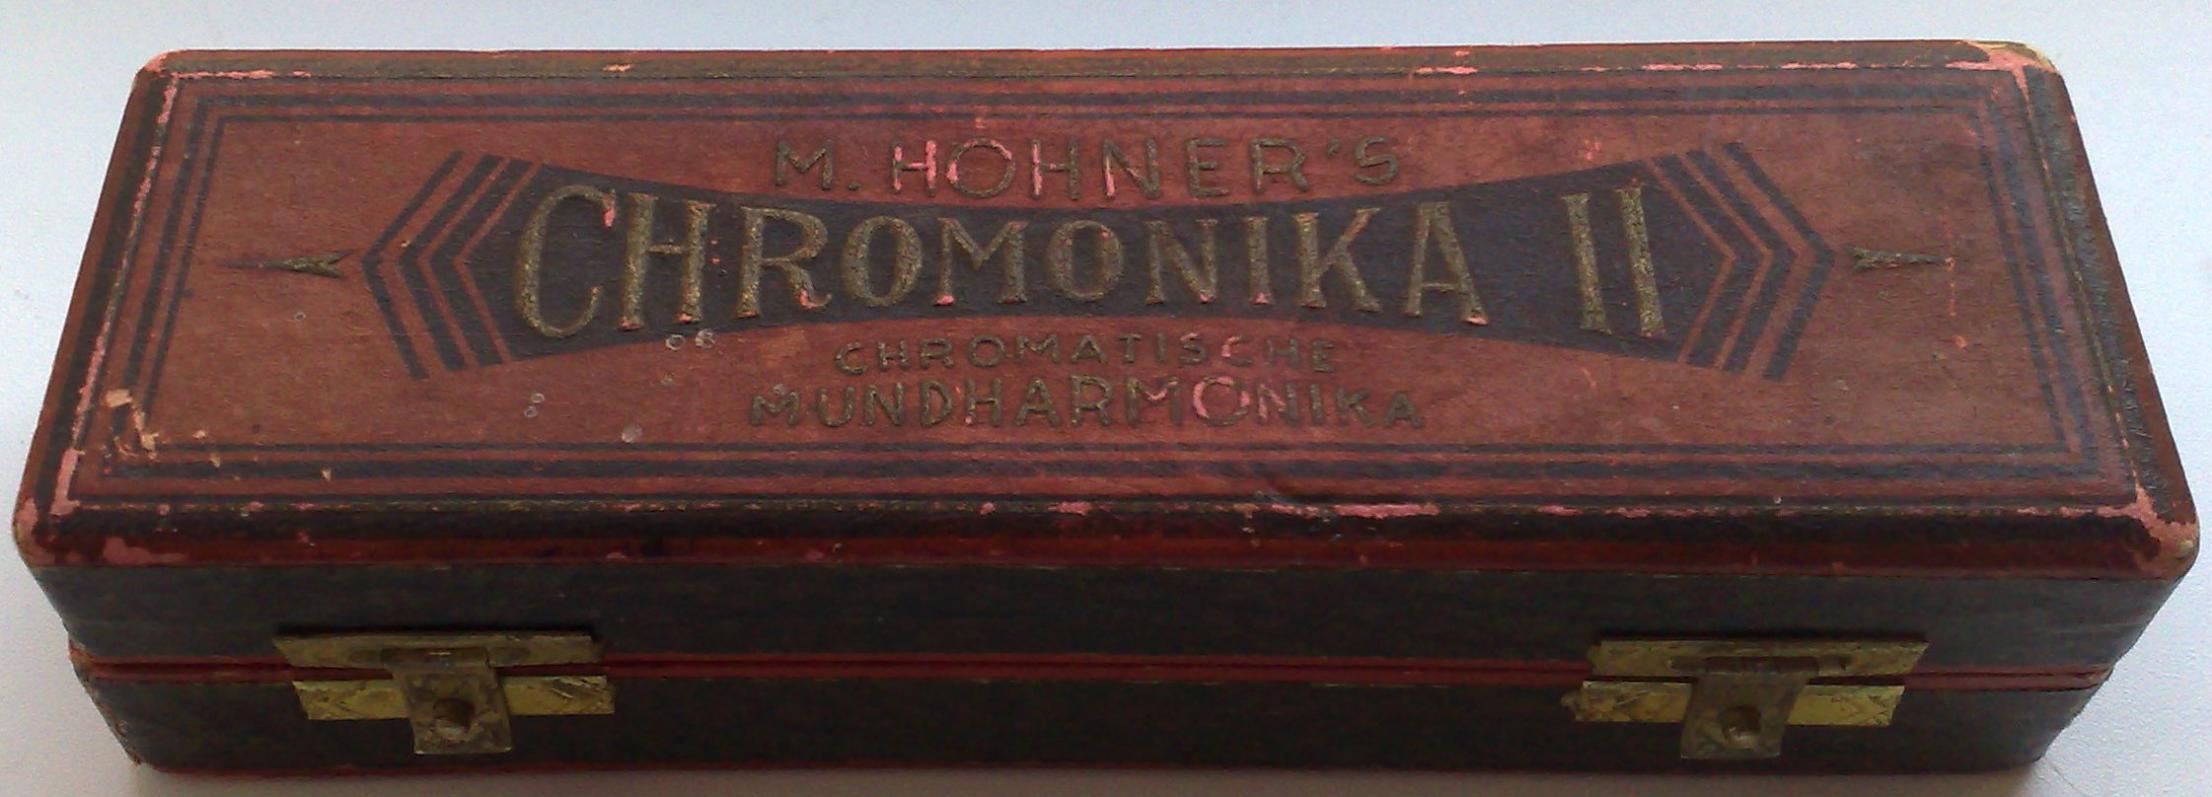 M. HOHNER'S
CHROMONIKA II
CHROMATISCHE
MUNDHARMONIKA